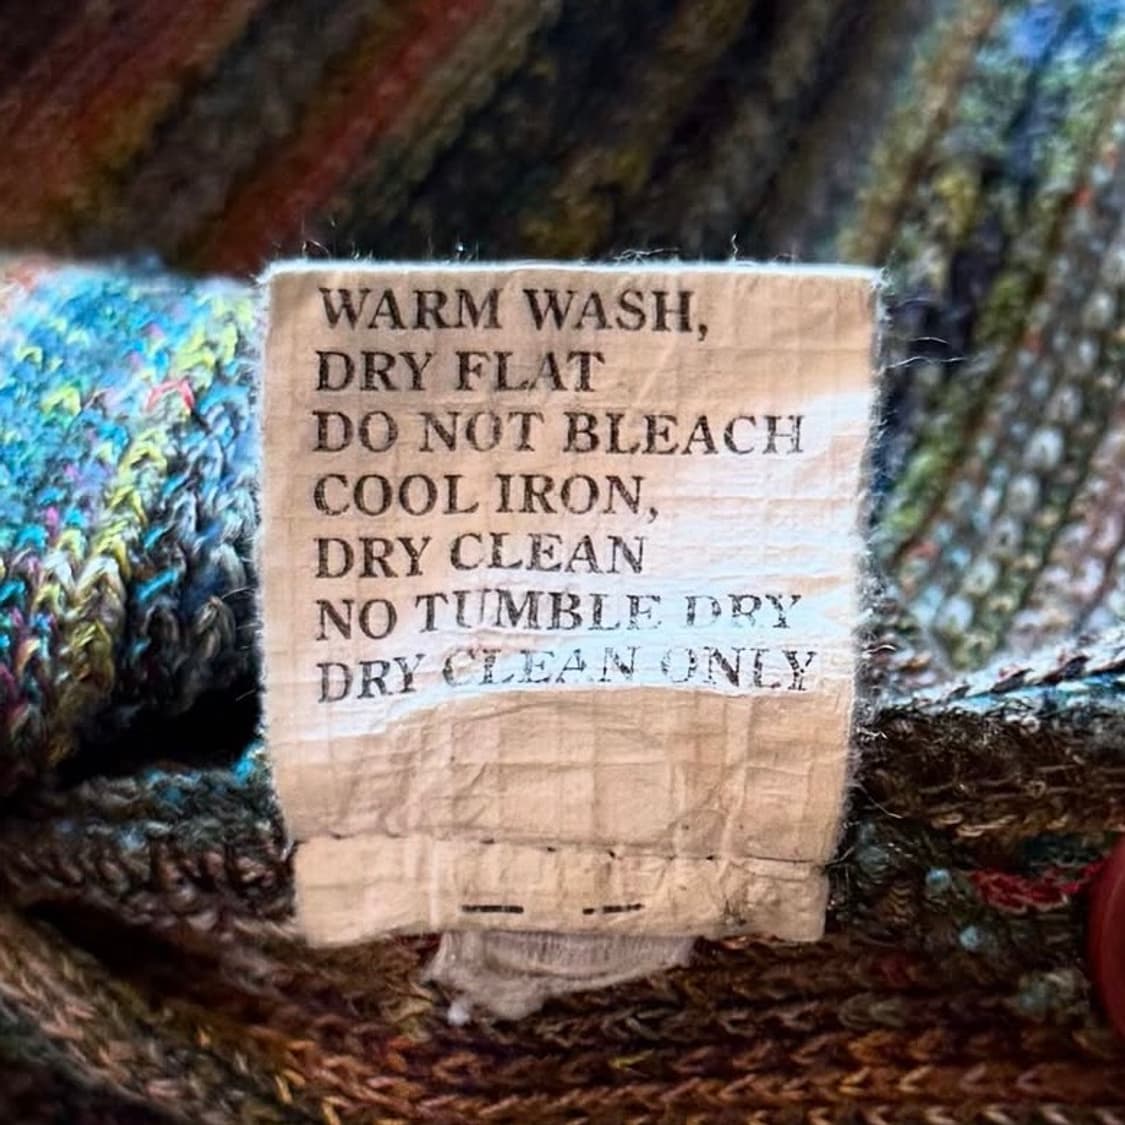 WARM WASH,
DRY FLAT
DO NOT BLEACH
COOL IRON,
DRY CLEAN
NO TUMBLE DRY
DRY CLEAN ONLY